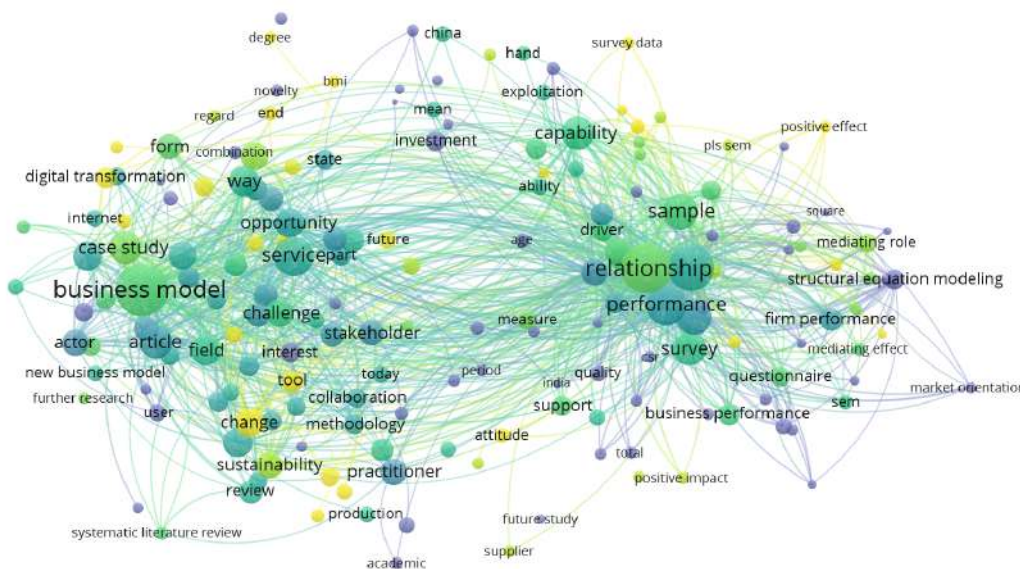 degree
china
hand
survey data
bmi
novelty
exploitation
regard
end
mean
capability
positive effect
form
combination
investment
pls sem
digital transformation
way
state
ability
internet
opportunity
sample
square
case study
service
part
future
age
driver
mediating role
business model
relationship
structural equation modeling
performance
challenge
stakeholder
measure
firm performance
actor
article
field
interest
survey
mediating effect
new business model
tool
today
period
india
quality
csr
questionnaire
market orientation
further research
user
collaboration
support
business performance
sem
change
methodology
attitude
total
sustainability
practitioner
positive impact
review
production
future study
systematic literature review
supplier
academic